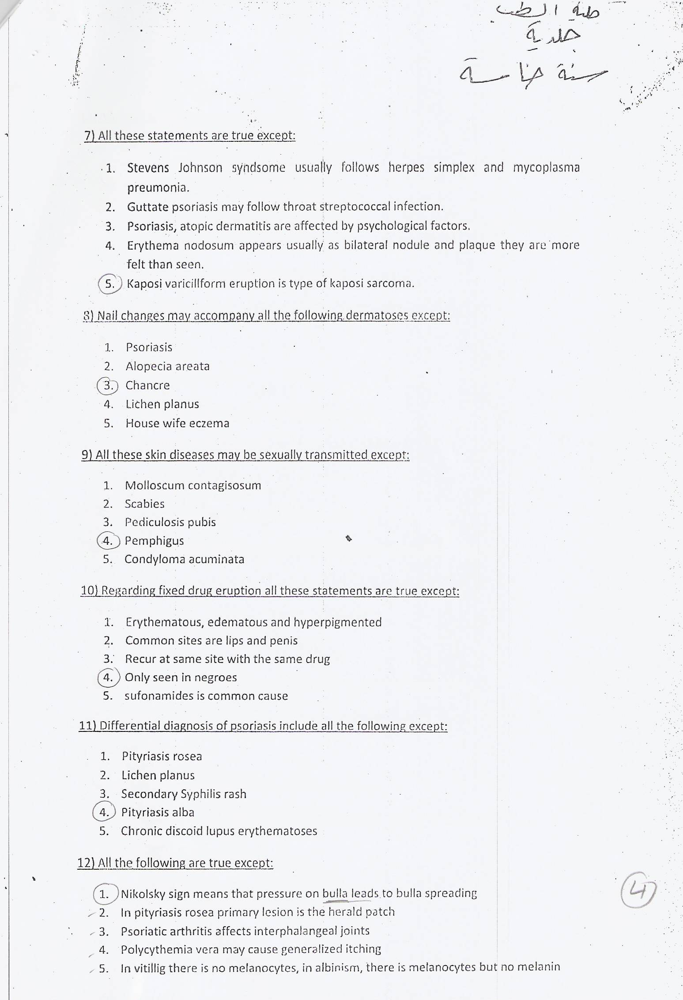 طلبة الطب
جلدية
سنة خامسة
7) All these statements are true except:
1. Stevens Johnson syndsome usually follows herpes simplex and mycoplasma
preumonia.
2. Guttate psoriasis may follow throat streptococcal infection.
3. Psoriasis, atopic dermatitis are affected by psychological factors.
4. Erythema nodosum appears usually as bilateral nodule and plaque they are more
felt than seen.
5. Kaposi varicillform eruption is type of kaposi sarcoma.
8) Nail changes may accompany all the following dermatoses except:
1. Psoriasis
2. Alopecia areata
3. Chancre
4. Lichen planus
5. House wife eczema
9) All these skin diseases may be sexually transmitted except:
1. Molloscum contagisosum
2. Scabies
3. Pediculosis pubis
4. Pemphigus
5. Condyloma acuminata
10) Regarding fixed drug eruption all these statements are true except:
1. Erythematous, edematous and hyperpigmented
2. Common sites are lips and penis
3. Recur at same site with the same drug
4. Only seen in negroes
5. sufonamides is common cause
11) Differential diagnosis of psoriasis include all the following except:
1. Pityriasis rosea
2. Lichen planus
3. Secondary Syphilis rash
4. Pityriasis alba
5. Chronic discoid lupus erythematoses
12) All the following are true except:
1. Nikolsky sign means that pressure on bulla leads to bulla spreading
2. In pityriasis rosea primary lesion is the herald patch
3. Psoriatic arthritis affects interphalangeal joints
4. Polycythemia vera may cause generalized itching
5. In vitillig there is no melanocytes, in albinism, there is melanocytes but no melanin
4